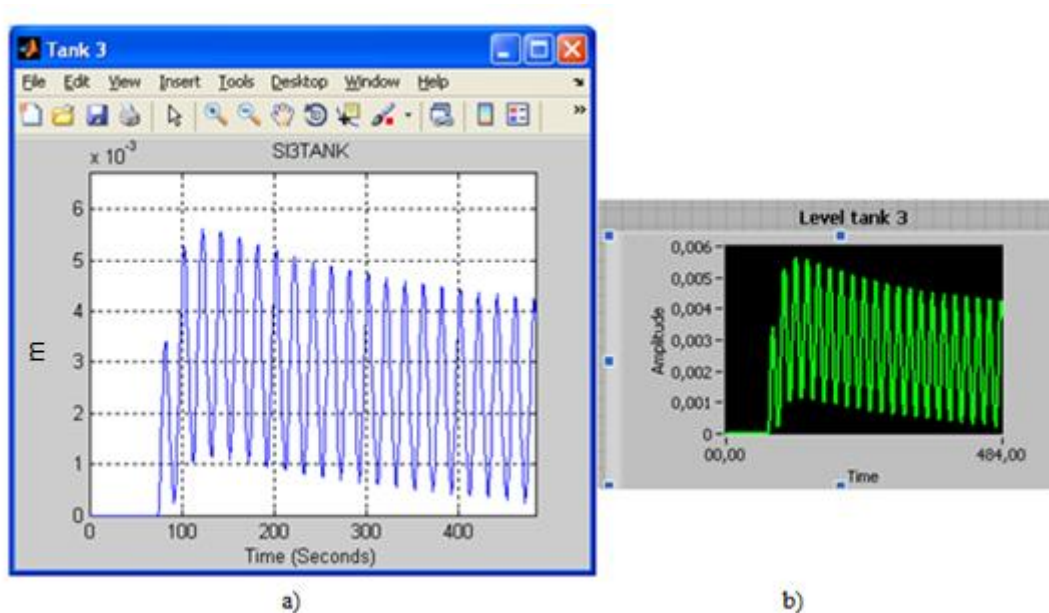 Tank 3
File Edit View Insert Tools Desktop Window Help
SI3TANK
x 10⁻³
6
5
4
3
2
1
0
m
0 100 200 300 400
Time (Seconds)
a)
Level tank 3
0,006
0,005
0,004
0,003
0,002
0,001
0
Amplitude
00,00 484,00
Time
b)